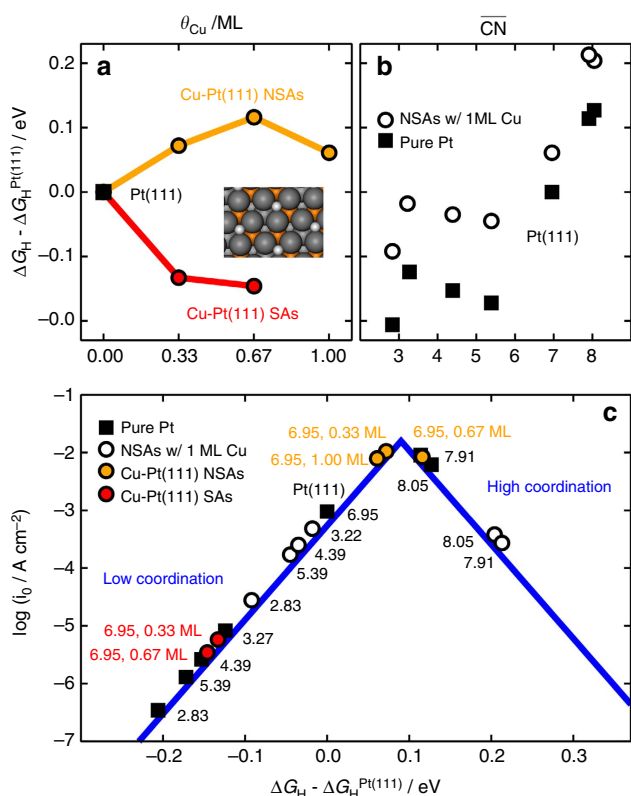 θCu /ML
CN
a
b
0.2
0.1
0.0
−0.1
−0.0
ΔGH - ΔGHPt(111) / eV
Cu-Pt(111) NSAs
Pt(111)
Cu-Pt(111) SAs
0.00 0.33 0.67 1.00
NSAs w/ 1ML Cu
Pure Pt
Pt(111)
3 4 5 6 7 8
c
−1
−2
−3
−4
−5
−6
−7
log (i0 / A cm−2)
Pure Pt
NSAs w/ 1 ML Cu
Cu-Pt(111) NSAs
Cu-Pt(111) SAs
6.95, 0.33 ML
6.95, 1.00 ML
6.95, 0.67 ML
7.91
8.05
High coordination
Pt(111)
6.95
3.22
4.39
5.39
8.05
7.91
Low coordination
2.83
6.95, 0.33 ML
3.27
6.95, 0.67 ML
4.39
5.39
2.83
−0.2 −0.1 0.0 0.1 0.2 0.3
ΔGH - ΔGHPt(111) / eV